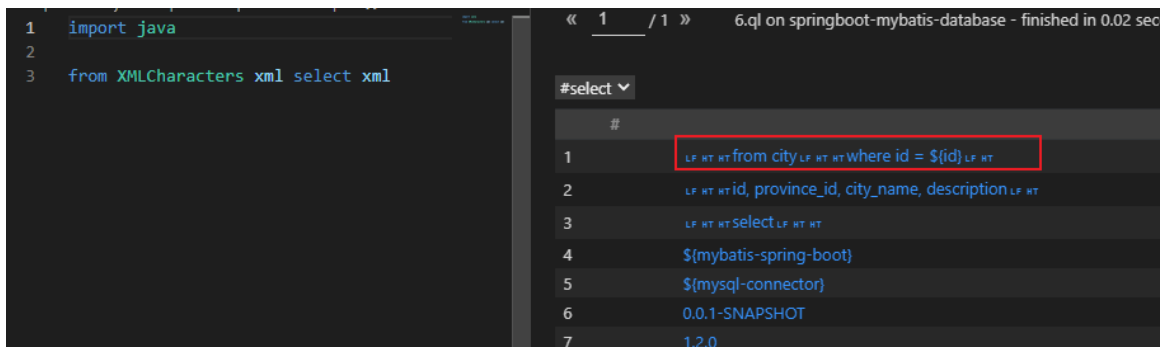 1 import java
2
3 from XMLCharacters xml select xml
« 1 / 1 » 6.ql on springboot-mybatis-database - finished in 0.02 sec
#select
#
1 LF HT HT from city LF HT HT where id = ${id} LF HT
2 LF HT HT id, province_id, city_name, description LF HT
3 LF HT HT select LF HT HT
4 ${mybatis-spring-boot}
5 ${mysql-connector}
6 0.0.1-SNAPSHOT
7 1.2.0